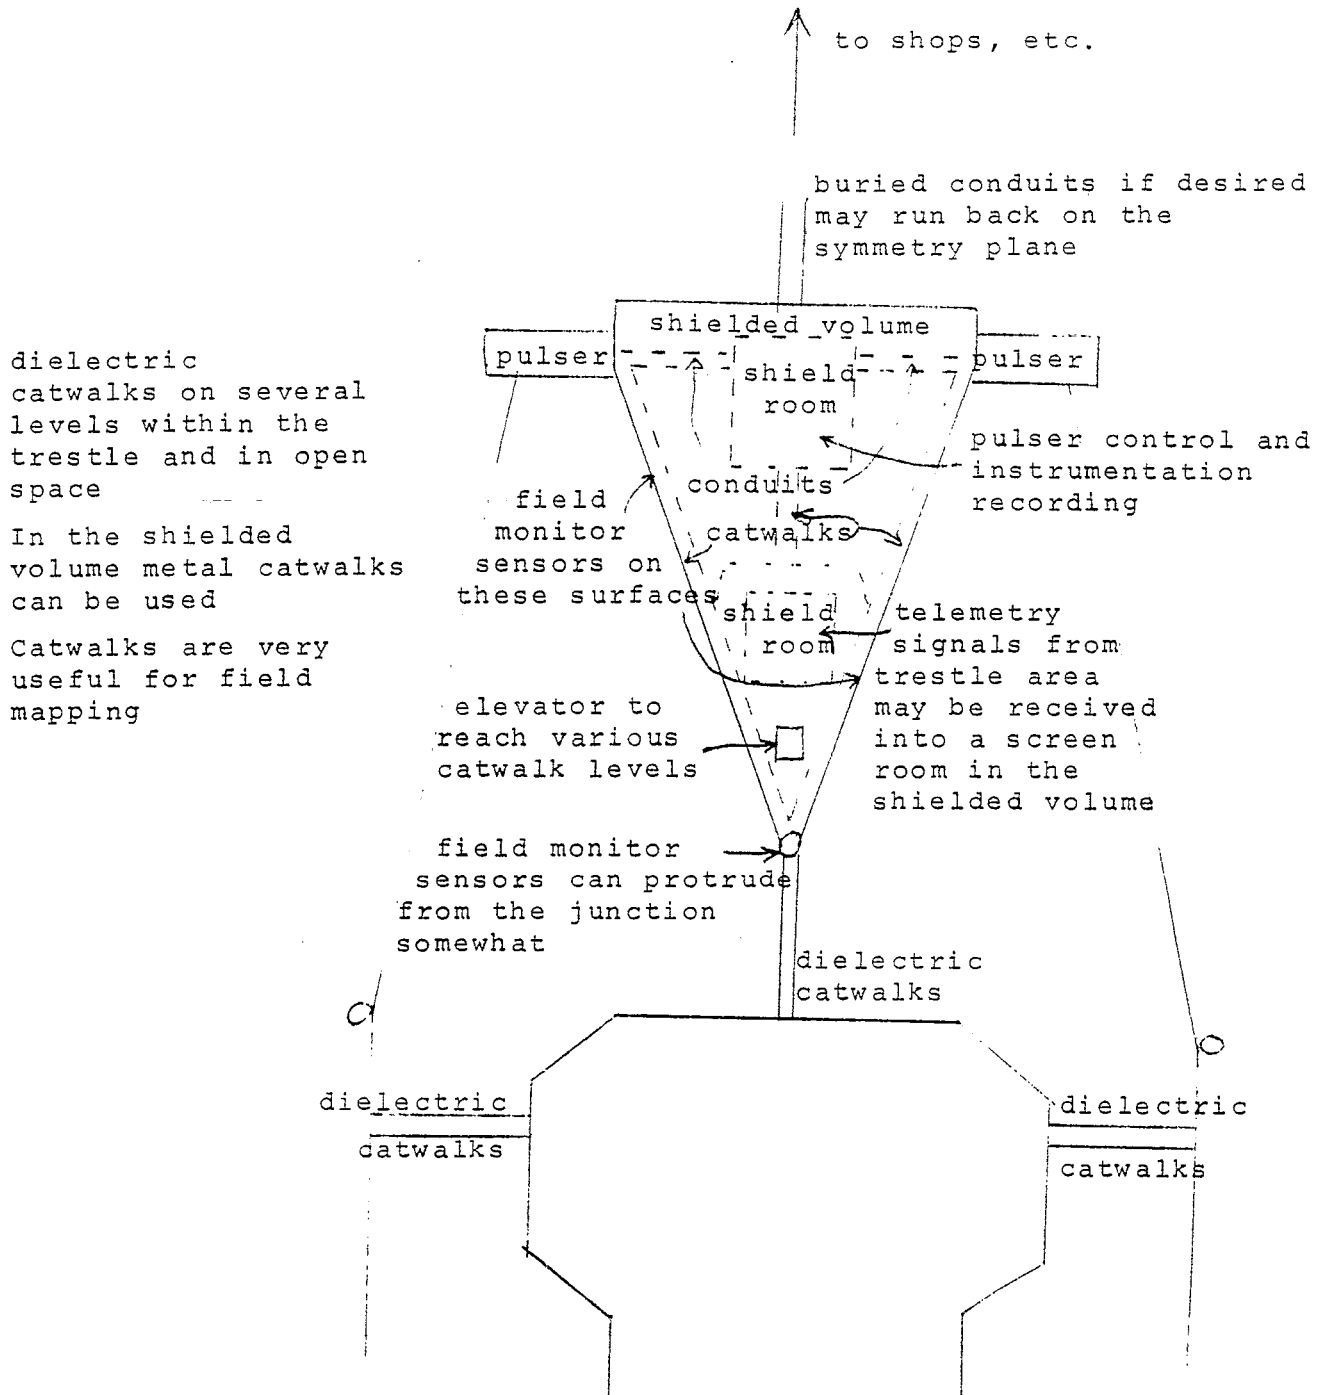 to shops, etc.
buried conduits if desired
may run back on the
symmetry plane
shielded volume
pulser
pulser
shield
room
dielectric
catwalks on several
levels within the
trestle and in open
space
In the shielded
volume metal catwalks
can be used
Catwalks are very
useful for field
mapping
pulser control and
instrumentation
recording
conduits
catwalks
field
monitor
sensors on
these surfaces
shield
room
telemetry
signals from
trestle area
may be received
into a screen
room in the
shielded volume
elevator to
reach various
catwalk levels
field monitor
sensors can protrude
from the junction
somewhat
dielectric
catwalks
dielectric
catwalks
dielectric
catwalks